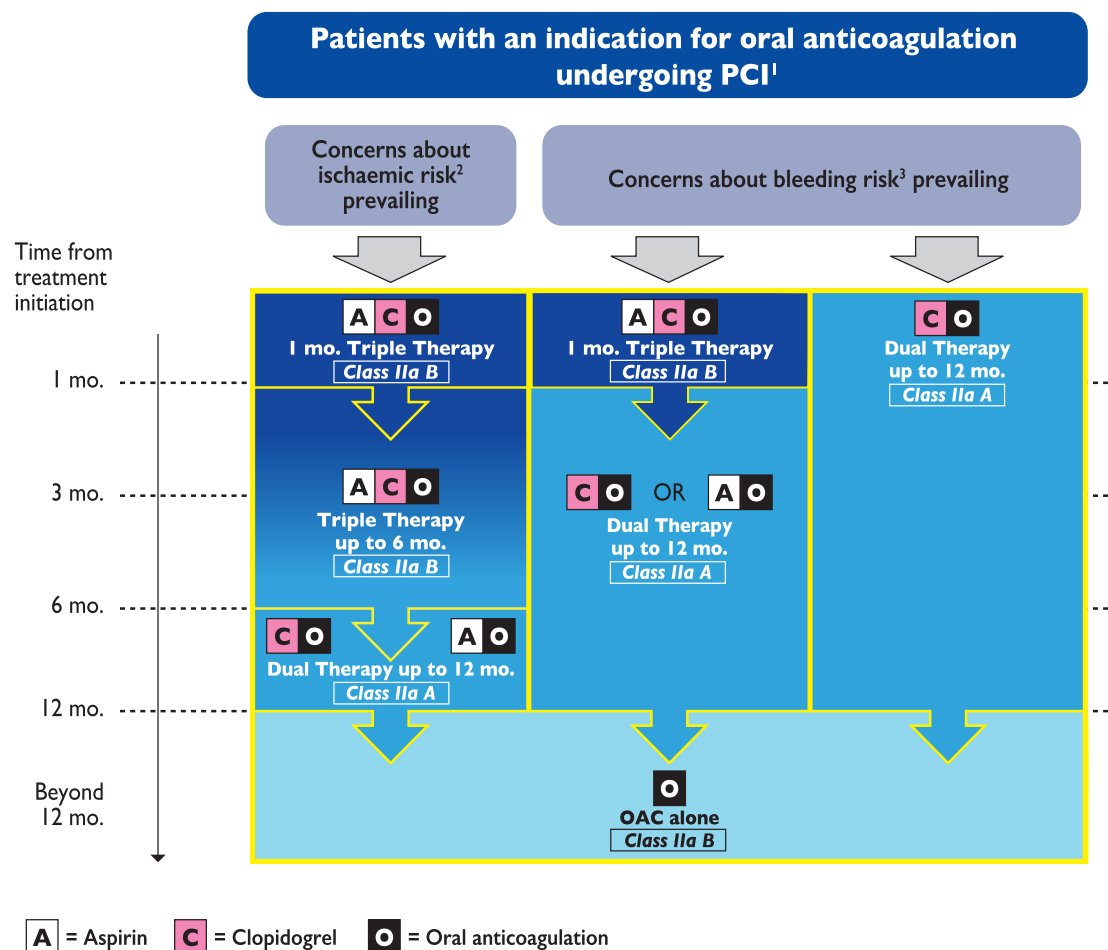 Patients with an indication for oral anticoagulation
undergoing PCI¹
Concerns about
ischaemic risk²
prevailing
Concerns about bleeding risk³ prevailing
Time from
treatment
initiation
A C O
1 mo. Triple Therapy
Class IIa B
A C O
1 mo. Triple Therapy
Class IIa B
C O
Dual Therapy
up to 12 mo.
Class IIa A
1 mo.
A C O
Triple Therapy
up to 6 mo.
Class IIa B
C O OR A O
Dual Therapy
up to 12 mo.
Class IIa A
3 mo.
6 mo.
C O A O
Dual Therapy up to 12 mo.
Class IIa A
12 mo.
Beyond
12 mo.
O
OAC alone
Class IIa B
A = Aspirin C = Clopidogrel O = Oral anticoagulation